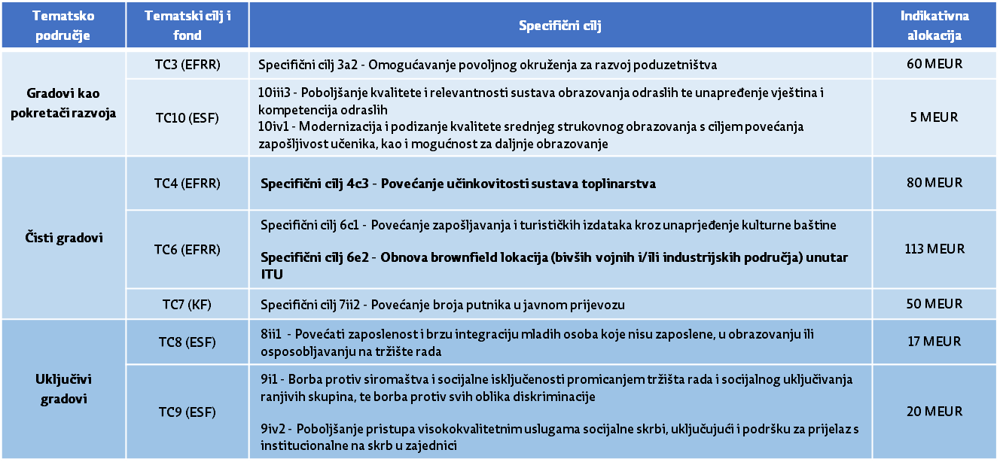 Tematsko
područje
Tematski cilj i
fond
Specifični cilj
Indikativna
alokacija
Gradovi kao
pokretači razvoja
TC3 (EFRR)
Specifični cilj 3a2 - Omogućavanje povoljnog okruženja za razvoj poduzetništva
60 MEUR
TC10 (ESF)
10iii3 - Poboljšanje kvalitete i relevantnosti sustava obrazovanja odraslih te unapređenje vještina i
kompetencija odraslih
10iv1 - Modernizacija i podizanje kvalitete srednjeg strukovnog obrazovanja s ciljem povećanja
zapošljivost učenika, kao i mogućnost za daljnje obrazovanje
5 MEUR
Čisti gradovi
TC4 (EFRR)
Specifični cilj 4c3 - Povećanje učinkovitosti sustava toplinarstva
80 MEUR
TC6 (EFRR)
Specifični cilj 6c1 - Povećanje zapošljavanja i turističkih izdataka kroz unaprjeđenje kulturne baštine
Specifični cilj 6e2 - Obnova brownfield lokacija (bivših vojnih i/ili industrijskih područja) unutar
ITU
113 MEUR
TC7 (KF)
Specifični cilj 7ii2 - Povećanje broja putnika u javnom prijevozu
50 MEUR
Uključivi
gradovi
TC8 (ESF)
8ii1 - Povećati zaposlenost i brzu integraciju mladih osoba koje nisu zaposlene, u obrazovanju ili
osposobljavanju na tržište rada
17 MEUR
TC9 (ESF)
9i1 - Borba protiv siromaštva i socijalne isključenosti promicanjem tržišta rada i socijalnog uključivanja
ranjivih skupina, te borba protiv svih oblika diskriminacije
9iv2 - Poboljšanje pristupa visokokvalitetnim uslugama socijalne skrbi, uključujući i podršku za prijelaz s
institucionalne na skrb u zajednici
20 MEUR